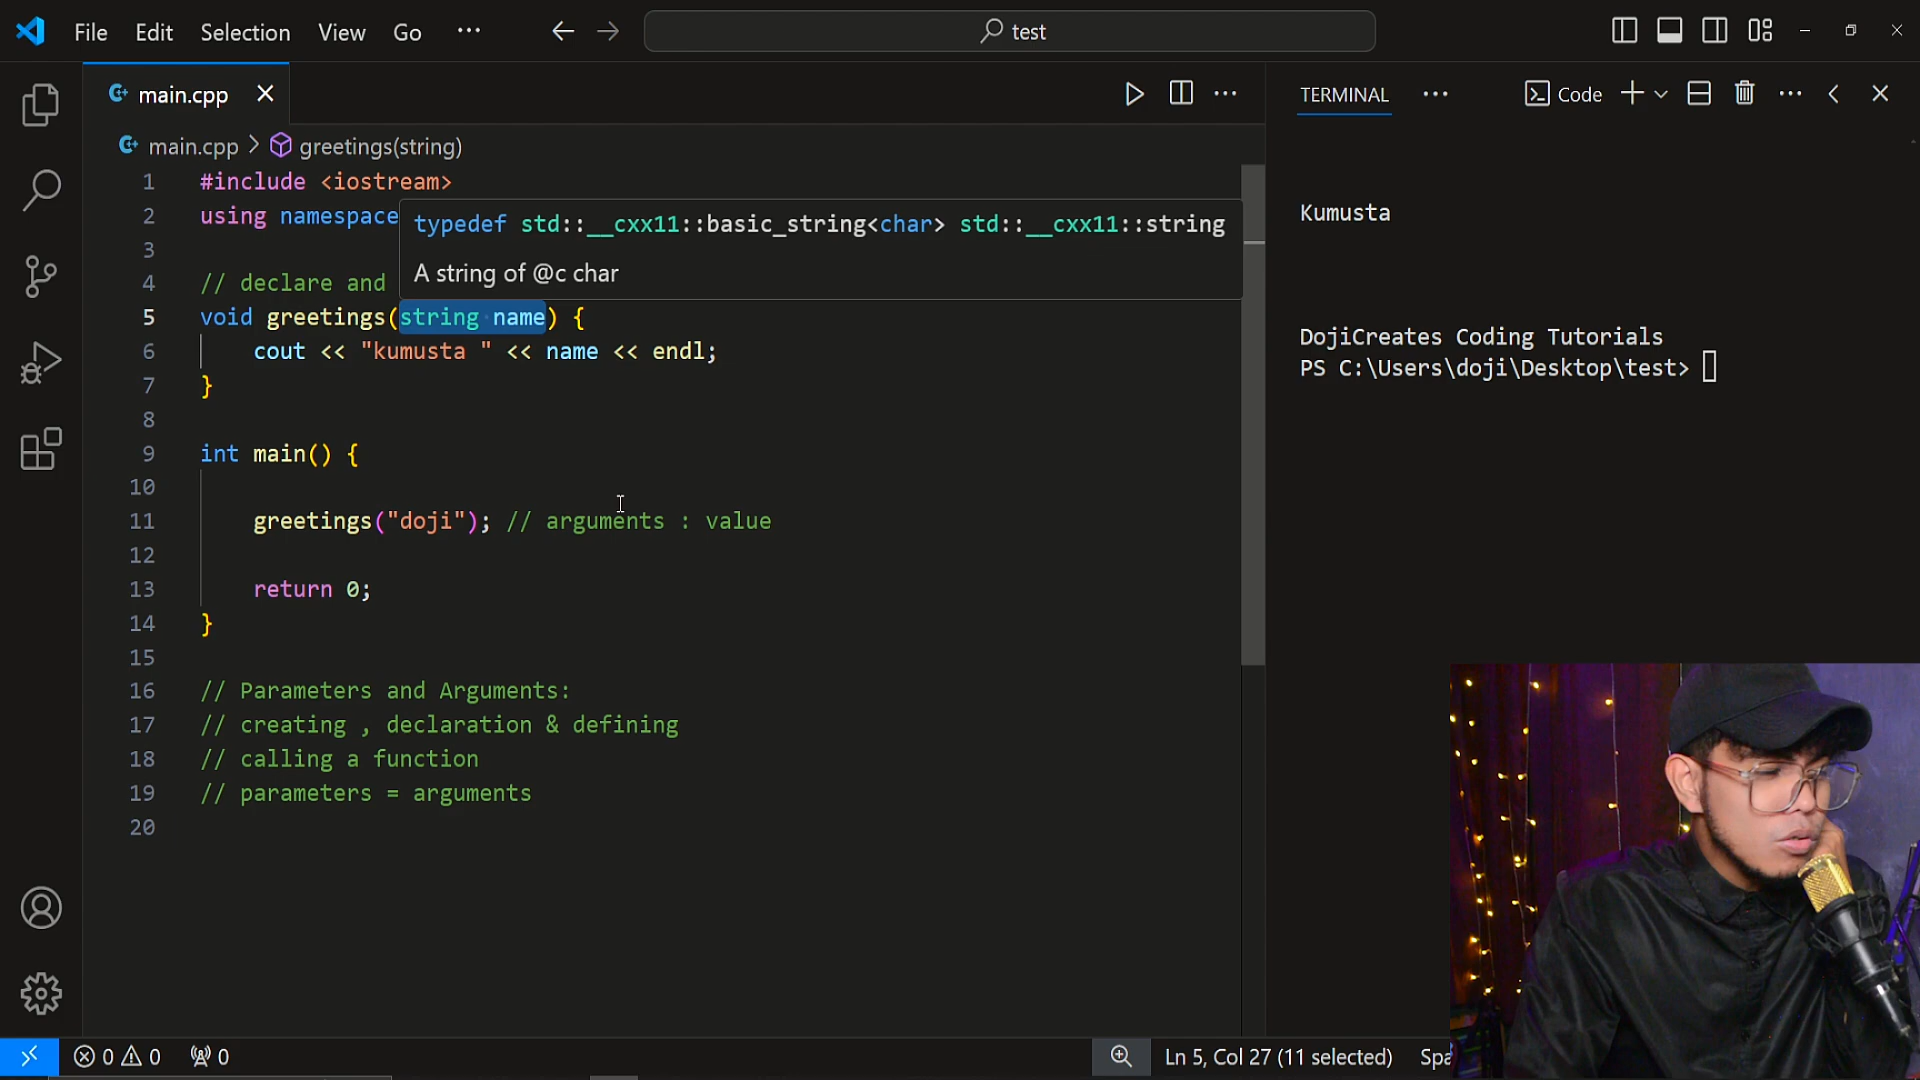 File Edit Selection View Go ··· test
main.cpp
TERMINAL ··· Code
main.cpp > greetings(string)
1 #include <iostream>
2 using namespace
typedef std::__cxx11::basic_string<char> std::__cxx11::string
A string of @c char
3
4 // declare and
5 void greetings(string name) {
6 cout << "kumusta " << name << endl;
7 }
8
9 int main() {
10
11 greetings("doji"); // arguments : value
12
13 return 0;
14 }
15
16 // Parameters and Arguments:
17 // creating , declaration & defining
18 // calling a function
19 // parameters = arguments
20
Kumusta
DojiCreates Coding Tutorials
PS C:\Users\doji\Desktop\test>
0 0 0 Ln 5, Col 27 (11 selected) Spa